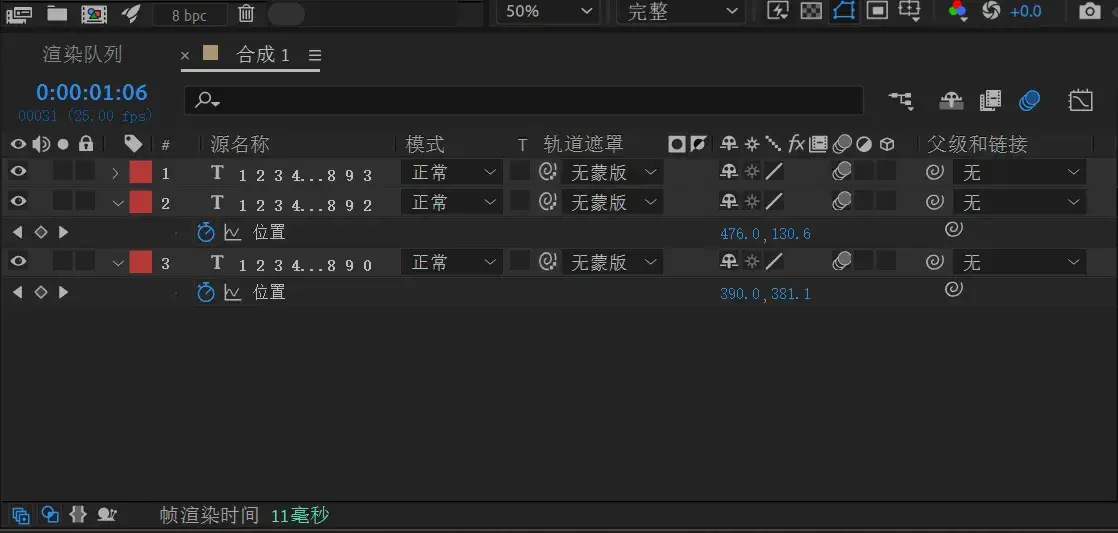 8 bpc 50% 完整 +0.0
渲染队列 × 合成 1
0:00:01:06
00031 (25.00 fps)
# 源名称 模式 T 轨道遮罩 fx 父级和链接
1 T 1 2 3 4...8 9 3 正常 无蒙版 无
2 T 1 2 3 4...8 9 2 正常 无蒙版 无
位置 476.0,130.6
3 T 1 2 3 4...8 9 0 正常 无蒙版 无
位置 390.0,381.1
帧渲染时间 11毫秒